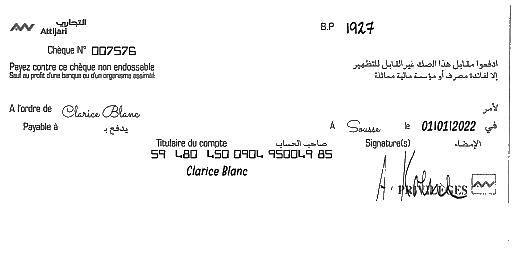 التجاري
Attijari
B.P 1927
Chèque N° 007576
Payez contre ce chèque non endossable
Sauf au profit d'une banque ou d'un organisme assimilé
ادفعوا مقابل هذا الصك غير القابل للتظهير
إلا لفائدة مصرف أو مؤسسة مالية مماثلة
A l'ordre de Clarice Blanc لأمر
Payable à يدفع بـ
A Sousse le 01/01/2022 في
Titulaire du compte صاحب الحساب
Signature(s) الإمضاء
59 480 450 0904 950049 85
Clarice Blanc
PRIVILÈGES